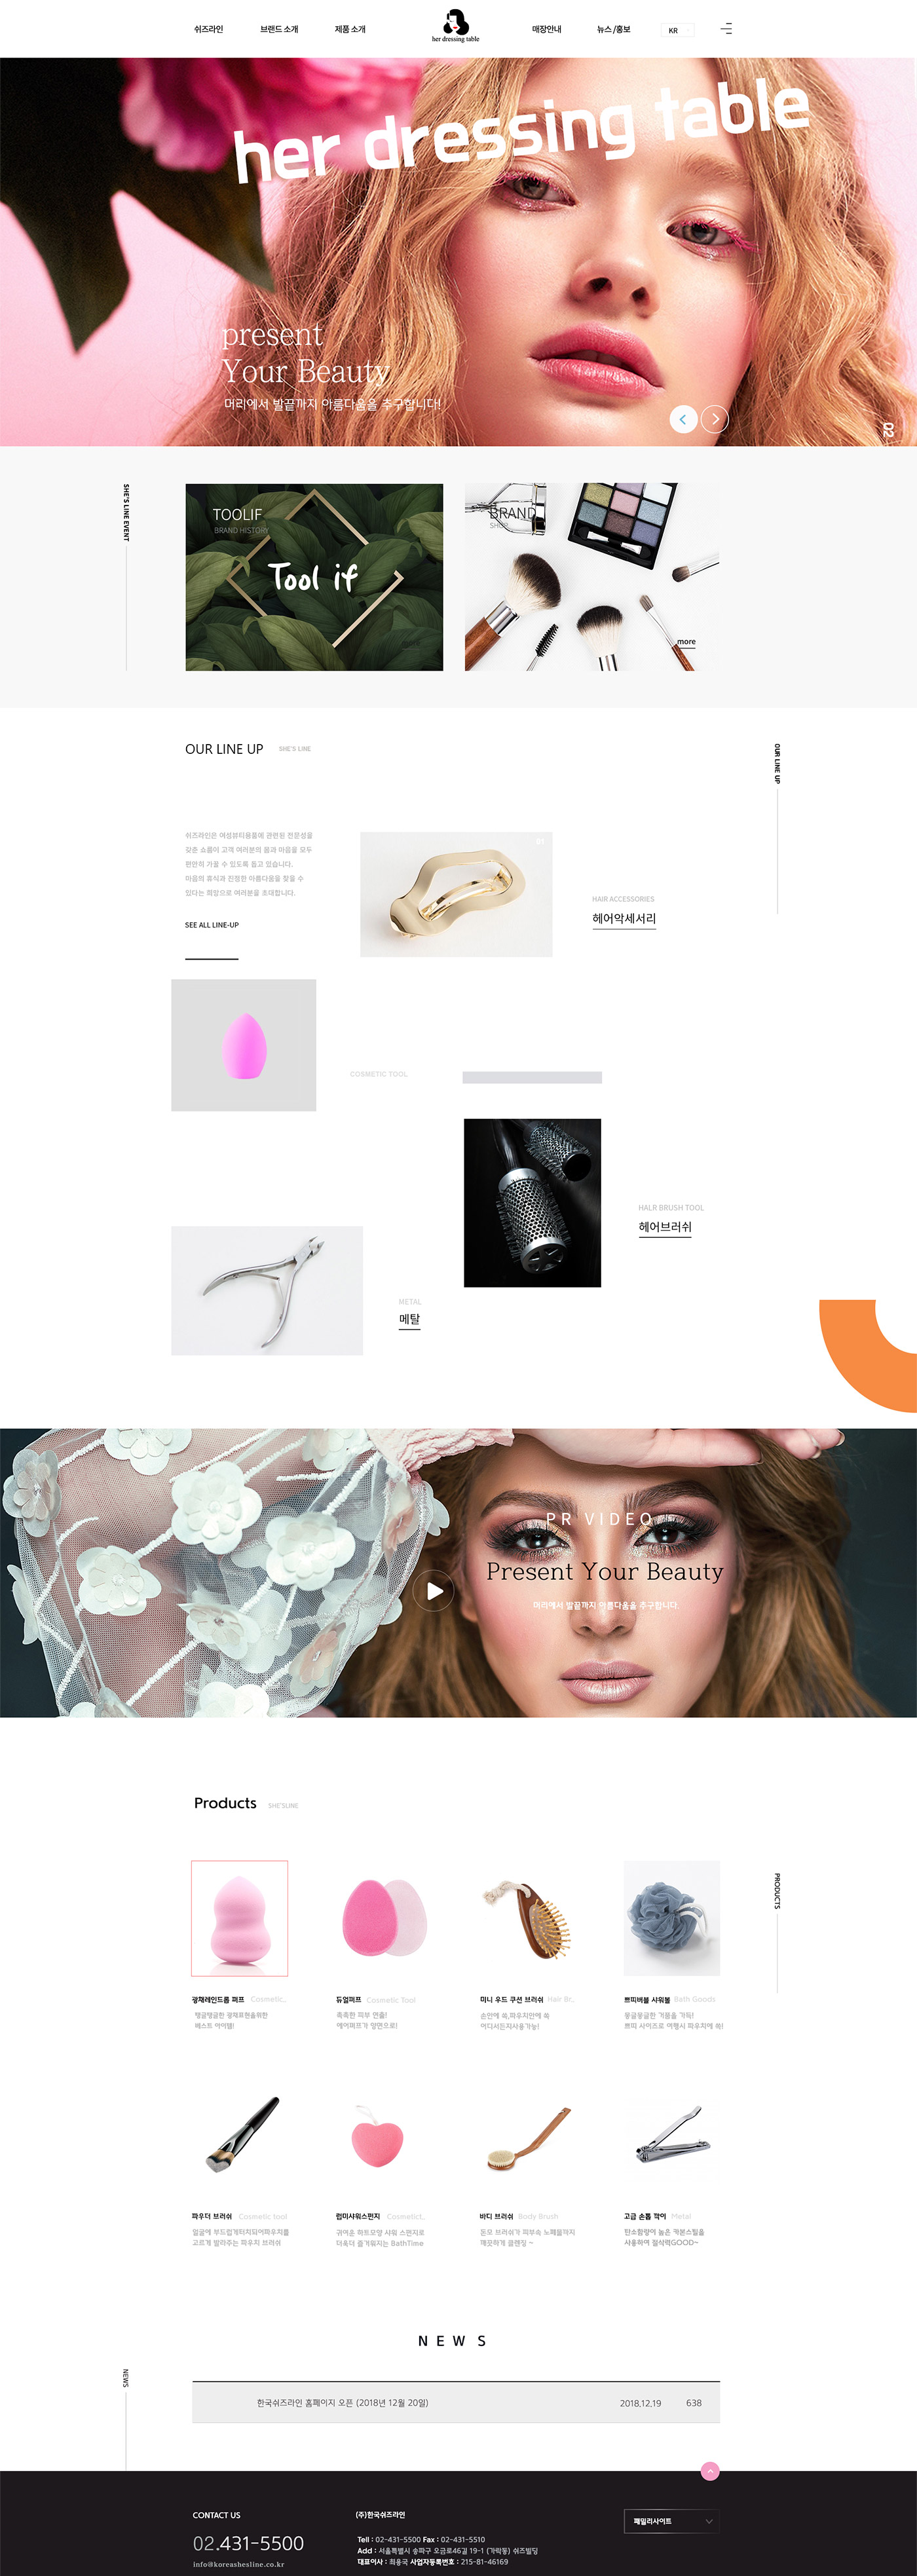 쉬즈라인
브랜드 소개
제품 소개
her dressing table
매장안내
뉴스 /홍보
KR
her dressing table
present
Your Beauty
머리에서 발끝까지 아름다움을 추구합니다!
02
SHE'S LINE EVENT
TOOLIF
BRAND HISTORY
Tool if
BRAND
SHOP
more
OUR LINE UP
SHE'S LINE
OUR LINE UP
쉬즈라인은 여성뷰티용품에 관련된 전문성을
갖춘 쇼룸이 고객 여러분의 몸과 마음을 모두
편안히 가꿀 수 있도록 돕고 있습니다.
마음의 휴식과 진정한 아름다움을 찾을 수
있다는 희망으로 여러분을 초대합니다.
SEE ALL LINE-UP
01
HAIR ACCESSORIES
헤어악세서리
COSMETIC TOOL
HALR BRUSH TOOL
헤어브러쉬
METAL
메탈
PR VIDEO
Present Your Beauty
머리에서 발끝까지 아름다움을 추구합니다.
Products
SHE'SLINE
PRODUCTS
광채레인드롭 퍼프 Cosmetic..
탱글탱글한 광채표현을위한
베스트 아이템!
듀얼퍼프 Cosmetic Tool
촉촉한 피부 연출!
에어퍼프가 양면으로!
미니 우드 쿠션 브러쉬 Hair Br..
손안에 쏙,파우치안에 쏙
어디서든지사용가능!
쁘띠버블 샤워볼 Bath Goods
몽글몽글한 거품을 가득!
쁘띠 사이즈로 여행시 파우치에 쏙!
파우더 브러쉬 Cosmetic tool
얼굴에 부드럽게터치되어파우치를
고르게 발라주는 파우치 브러쉬
럽미샤워스펀지 Cosmetict..
귀여운 하트모양 샤워 스펀지로
더욱더 즐거워지는 BathTime
바디 브러쉬 Body Brush
돈모 브러쉬가 피부속 노폐물까지
깨끗하게 클렌징 ~
고급 손톱 깍이 Metal
탄소함량이 높은 카본스틸을
사용하여 절삭력GOOD~
NEWS
NEWS
한국쉬즈라인 홈페이지 오픈 (2018년 12월 20일)
2018.12.19
638
CONTACT US
02.431-5500
info@koreashesline.co.kr
(주)한국쉬즈라인
Tell : 02-431-5500 Fax : 02-431-5510
Add : 서울특별시 송파구 오금로46길 19-1 (가락동) 쉬즈빌딩
대표이사 : 최용국 사업자등록번호 : 215-81-46169
패밀리사이트